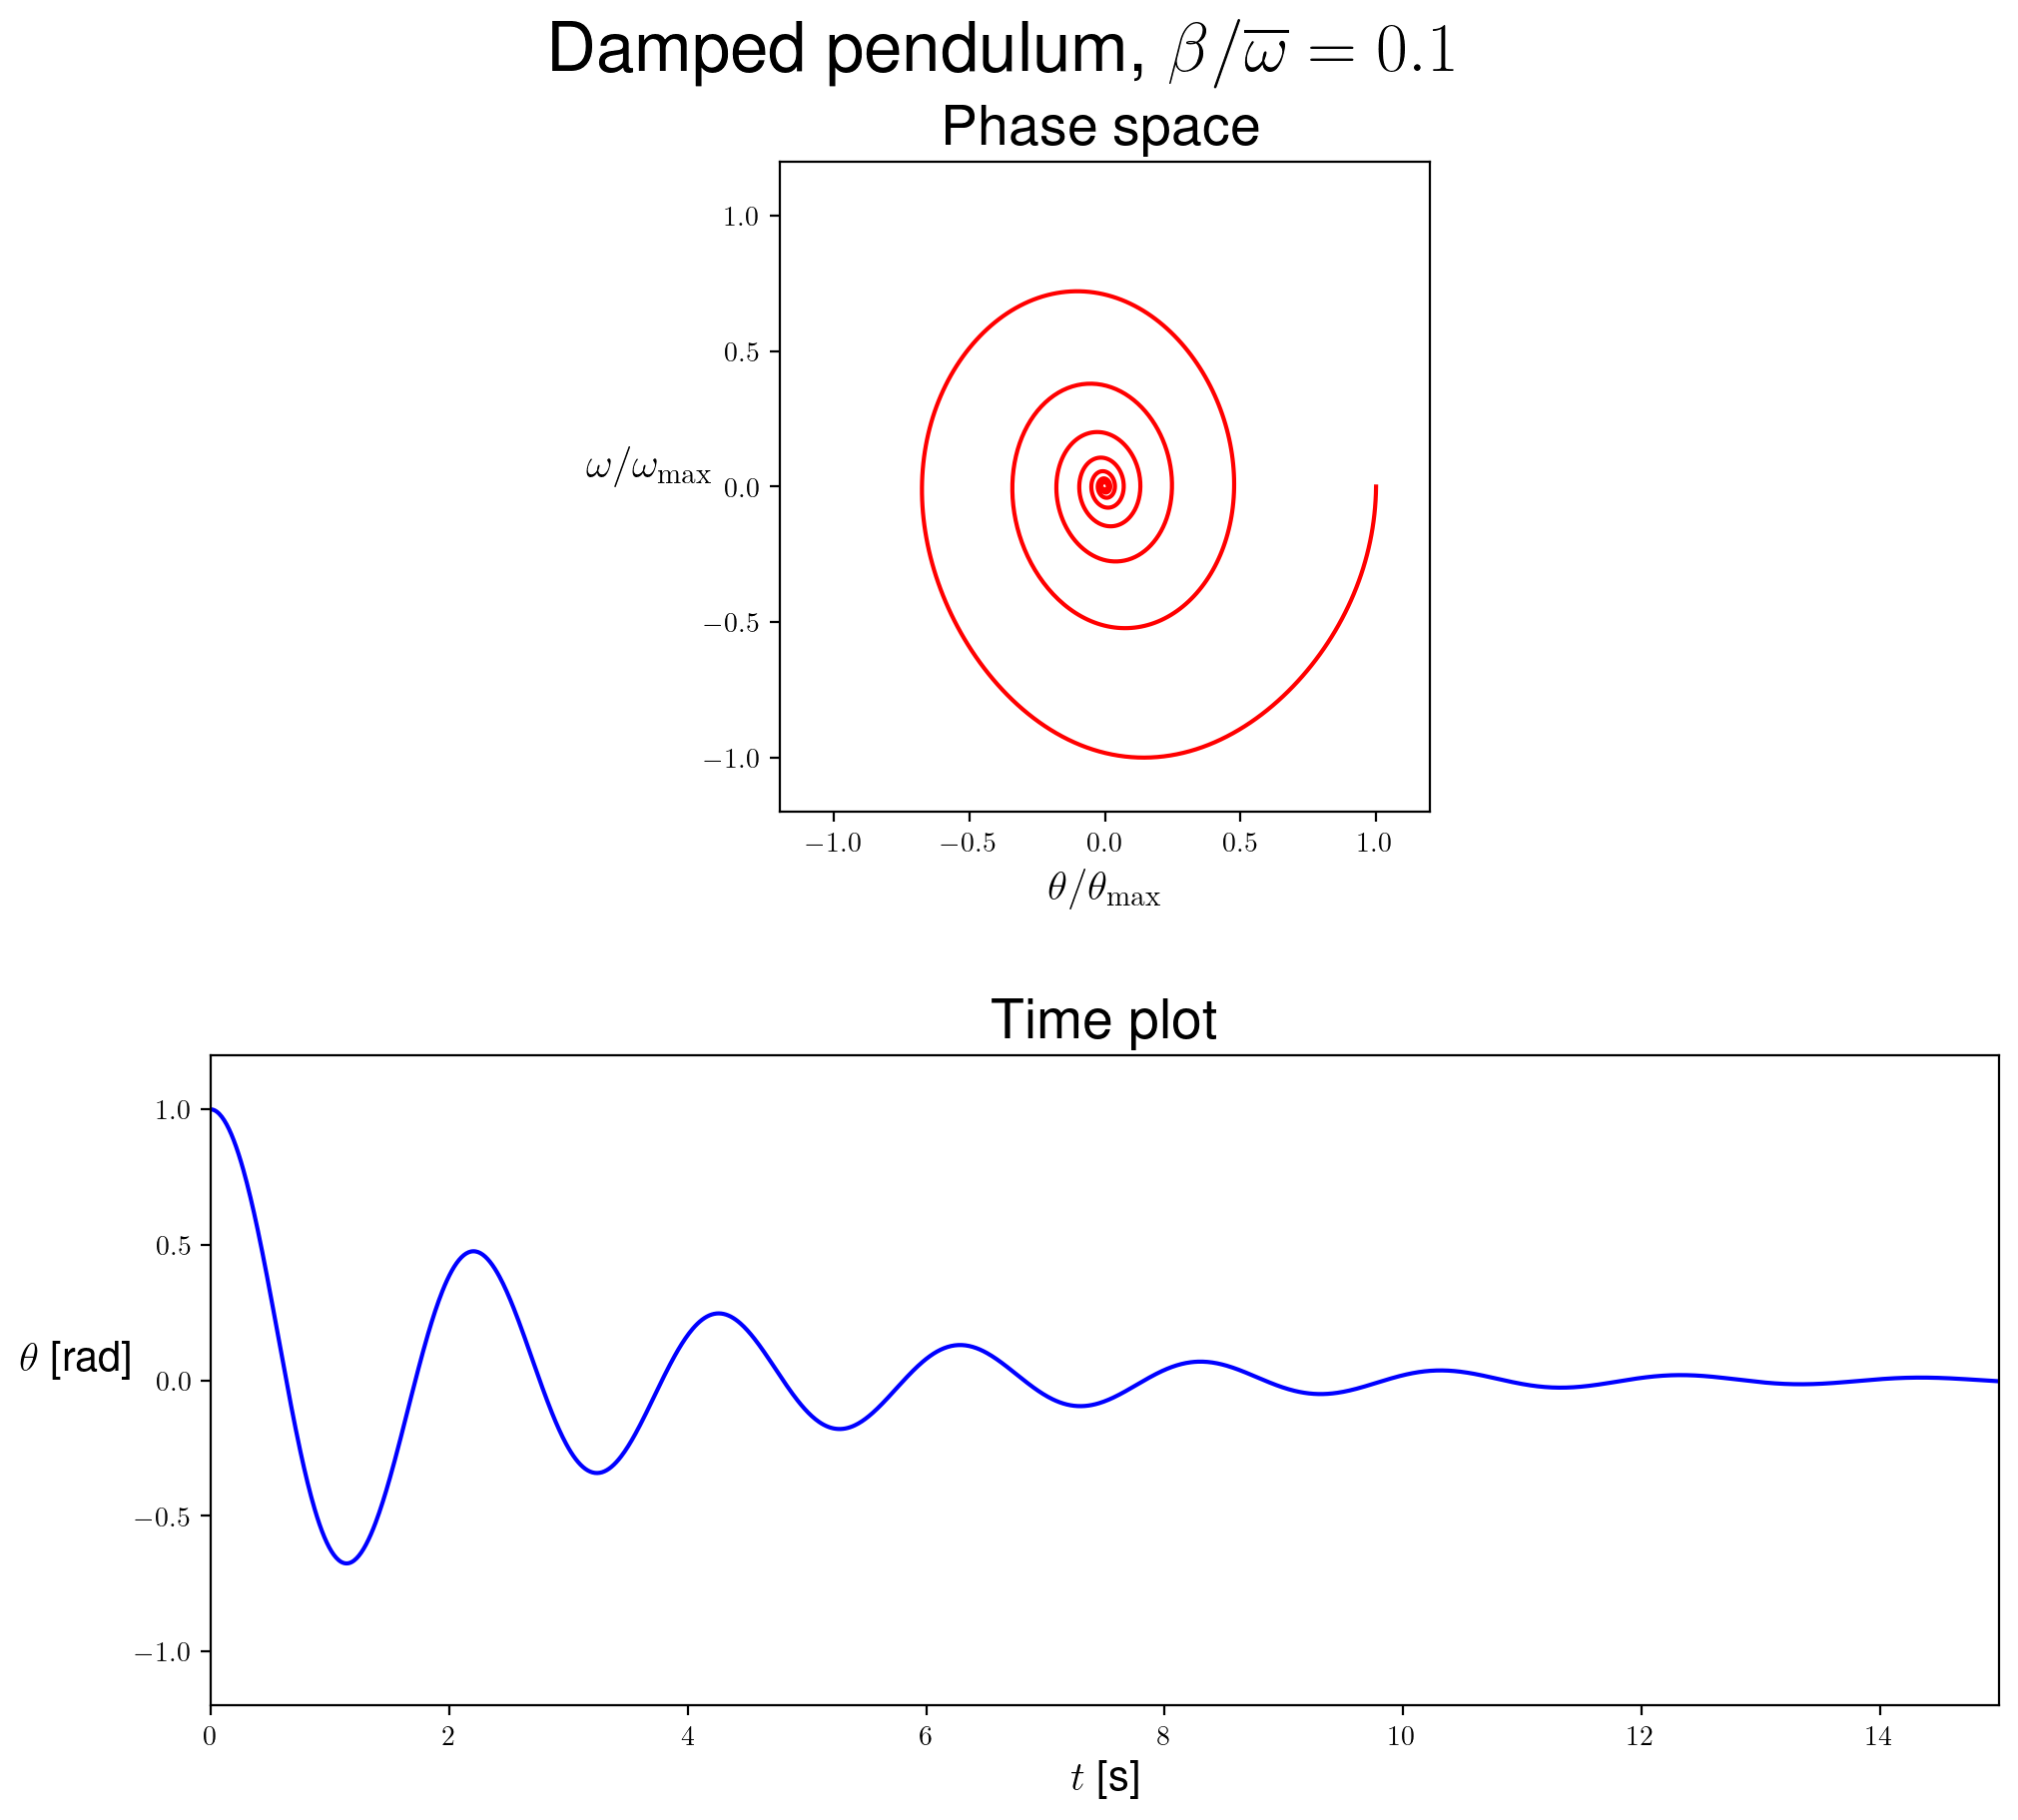 Damped pendulum, β/ω̅ = 0.1
Phase space
1.0
0.5
ω/ωmax 0.0
−0.5
−1.0
−1.0 −0.5 0.0 0.5 1.0
θ/θmax
Time plot
1.0
0.5
θ [rad] 0.0
−0.5
−1.0
0 2 4 6 8 10 12 14
t [s]